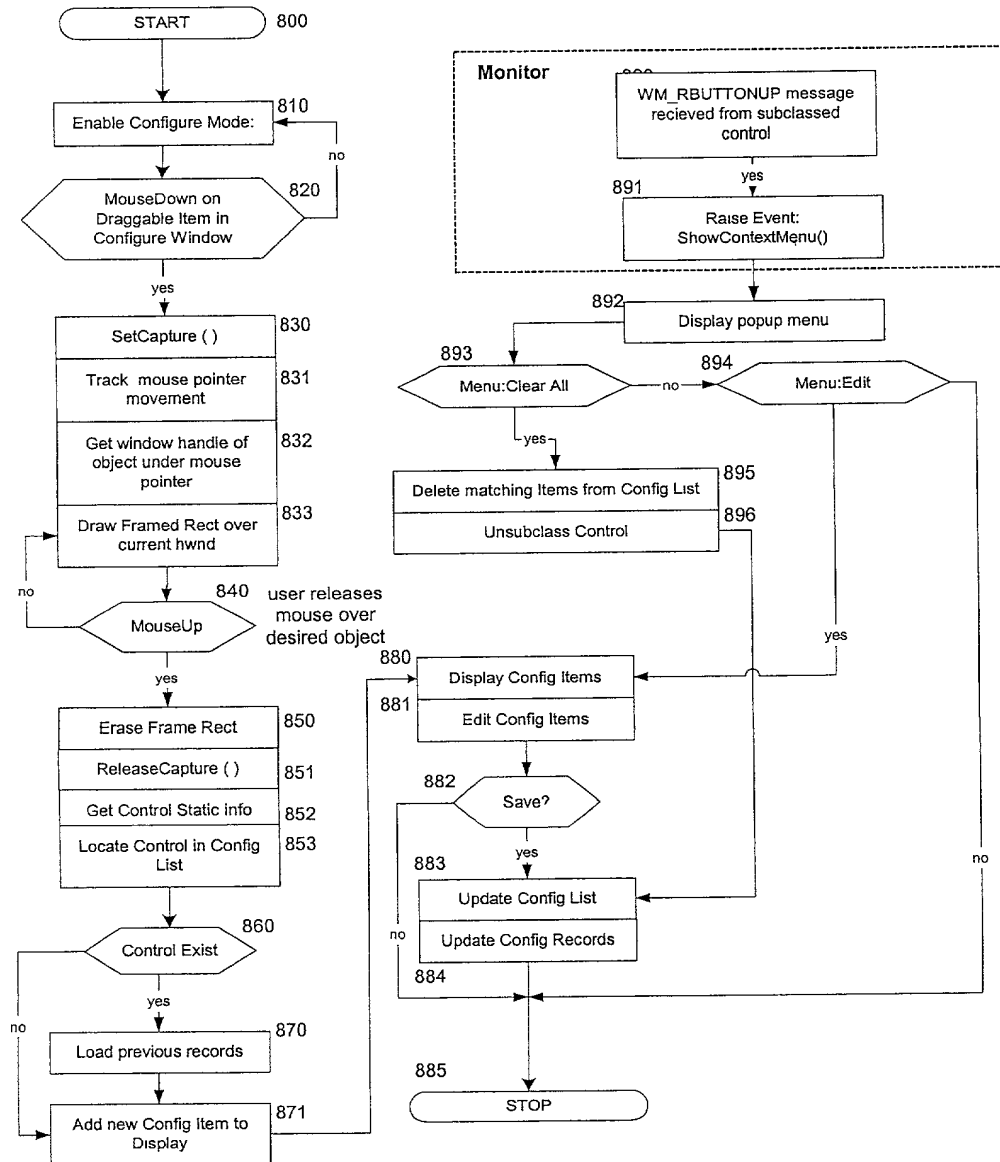 START
800
Enable Configure Mode:
810
no
MouseDown on
Draggable Item in
Configure Window
820
yes
SetCapture ( )
830
Track mouse pointer
movement
831
Get window handle of
object under mouse
pointer
832
Draw Framed Rect over
current hwnd
833
no
MouseUp
840
user releases
mouse over
desired object
yes
Erase Frame Rect
850
ReleaseCapture ( )
851
Get Control Static info
852
Locate Control in Config
List
853
Control Exist
860
no
yes
Load previous records
870
Add new Config Item to
Display
871
Monitor
WM_RBUTTONUP message
recieved from subclassed
control
yes
891
Raise Event:
ShowContextMenu()
892
Display popup menu
893
Menu:Clear All
no
894
Menu:Edit
yes
Delete matching Items from Config List
895
Unsubclass Control
896
yes
no
880
Display Config Items
881
Edit Config Items
882
Save?
yes
no
883
Update Config List
Update Config Records
884
885
STOP